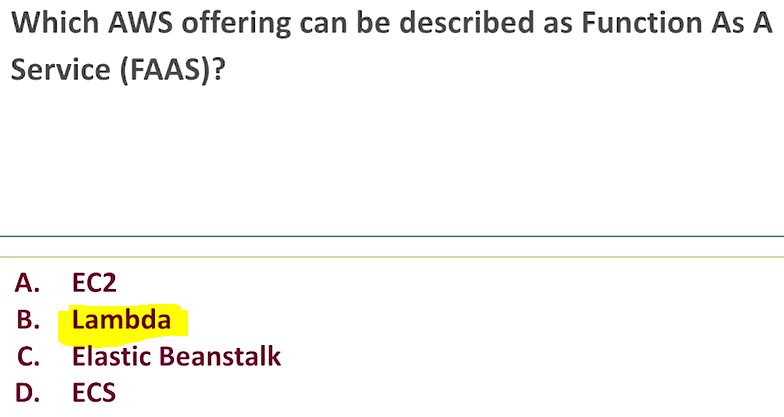 Which AWS offering can be described as Function As A
Service (FAAS)?
A. EC2
B. Lambda
C. Elastic Beanstalk
D. ECS